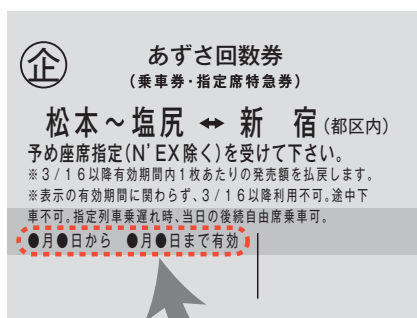 企
あずさ回数券
(乗車券・指定席特急券)
松本～塩尻 ↔ 新　宿(都区内)
予め座席指定(N'EX除く)を受けて下さい。
※3/16以降有効期間内1枚あたりの発売額を払戻します。
※表示の有効期間に関わらず、3/16以降利用不可。途中下
車不可。指定列車乗遅れ時、当日の後続自由席乗車可。
●月●日から　●月●日まで有効